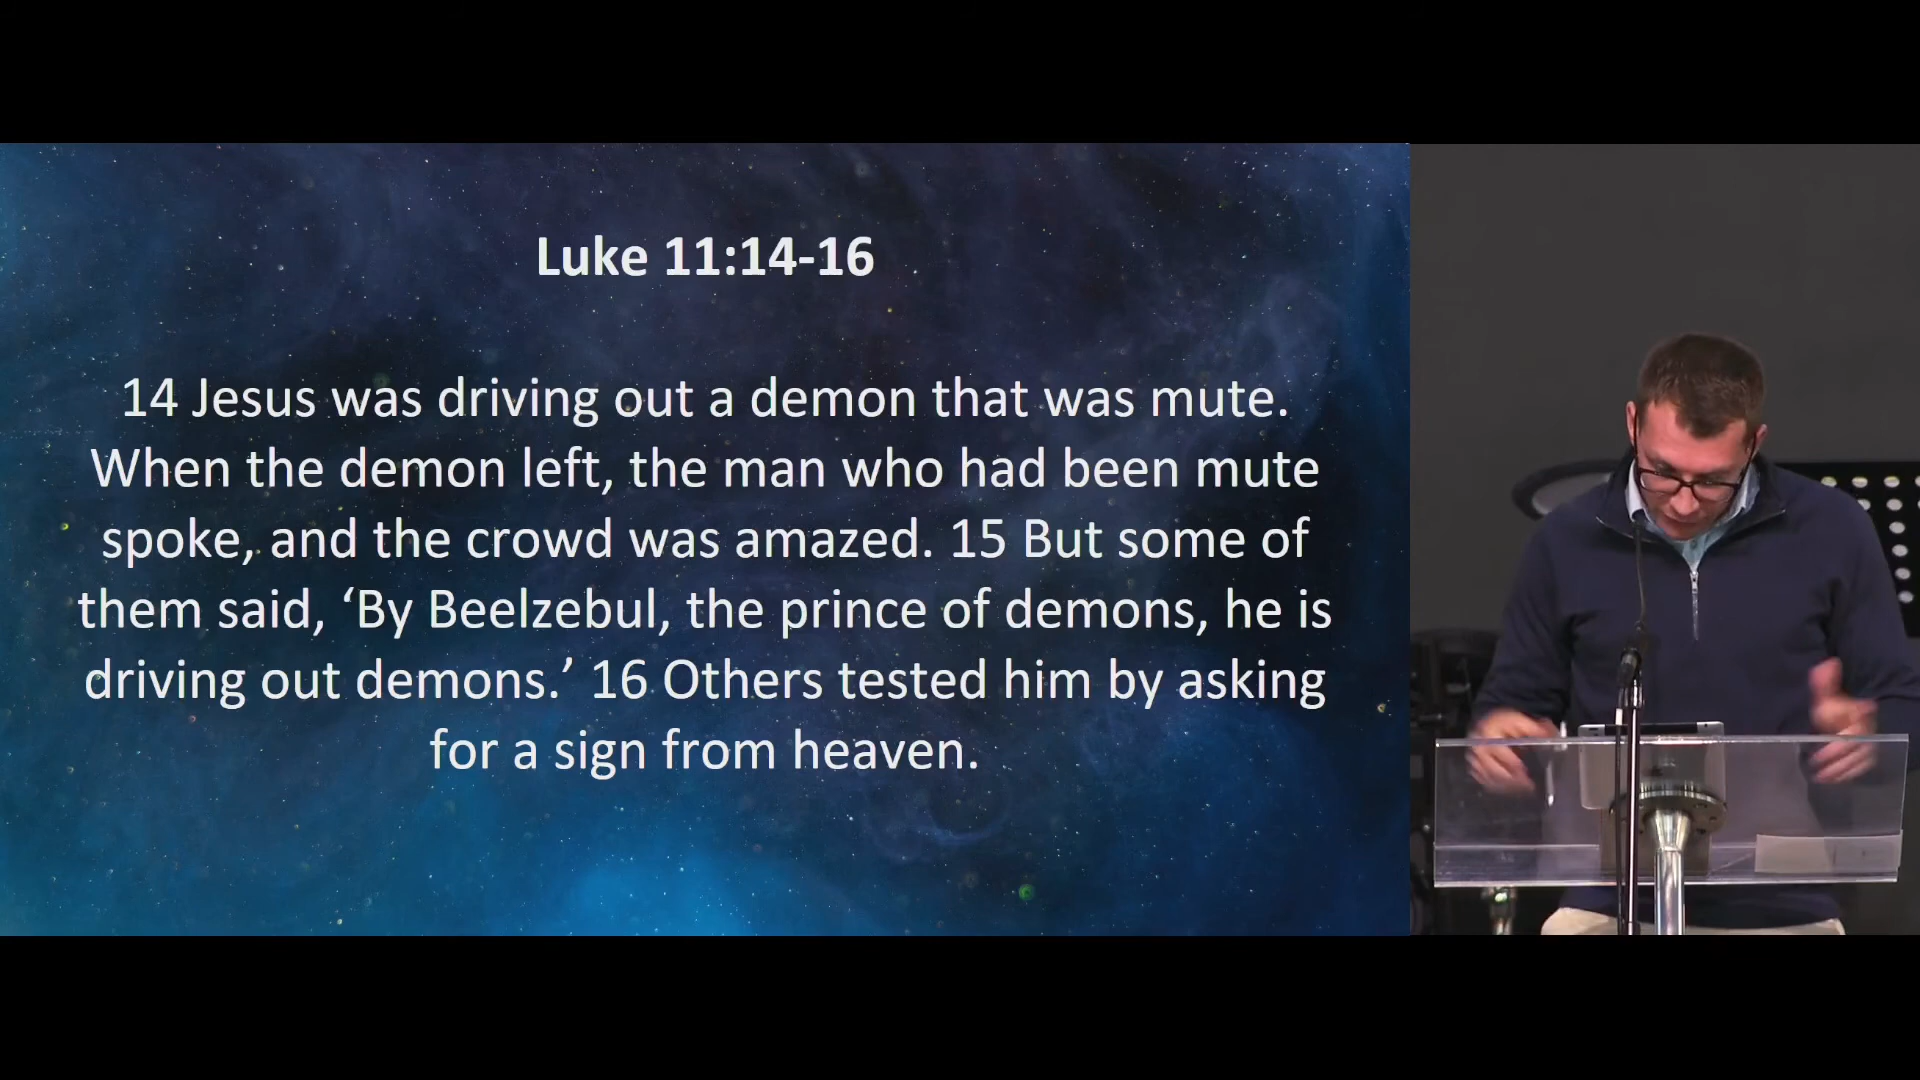 Luke 11:14-16
14 Jesus was driving out a demon that was mute.
When the demon left, the man who had been mute
spoke, and the crowd was amazed. 15 But some of
them said, ‘By Beelzebul, the prince of demons, he is
driving out demons.’ 16 Others tested him by asking
for a sign from heaven.